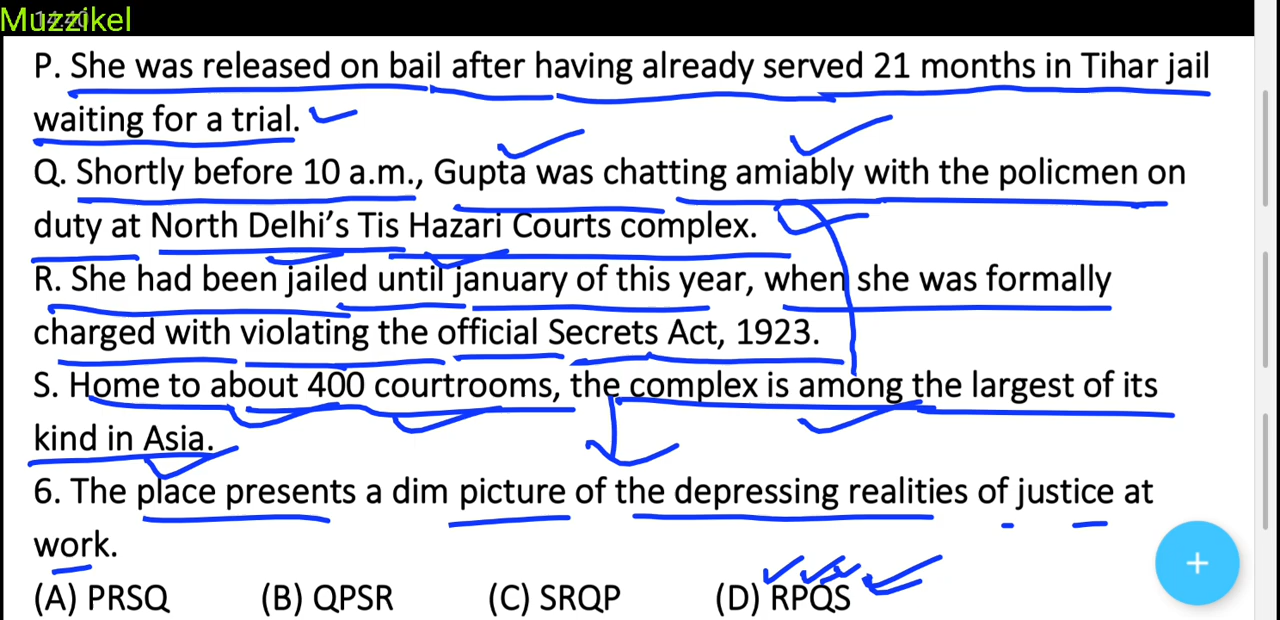 Muzzikel
P. She was released on bail after having already served 21 months in Tihar jail
waiting for a trial.
Q. Shortly before 10 a.m., Gupta was chatting amiably with the policmen on
duty at North Delhi's Tis Hazari Courts complex.
R. She had been jailed until january of this year, when she was formally
charged with violating the official Secrets Act, 1923.
S. Home to about 400 courtrooms, the complex is among the largest of its
kind in Asia.
6. The place presents a dim picture of the depressing realities of justice at
work.
(A) PRSQ (B) QPSR (C) SRQP (D) RPQS